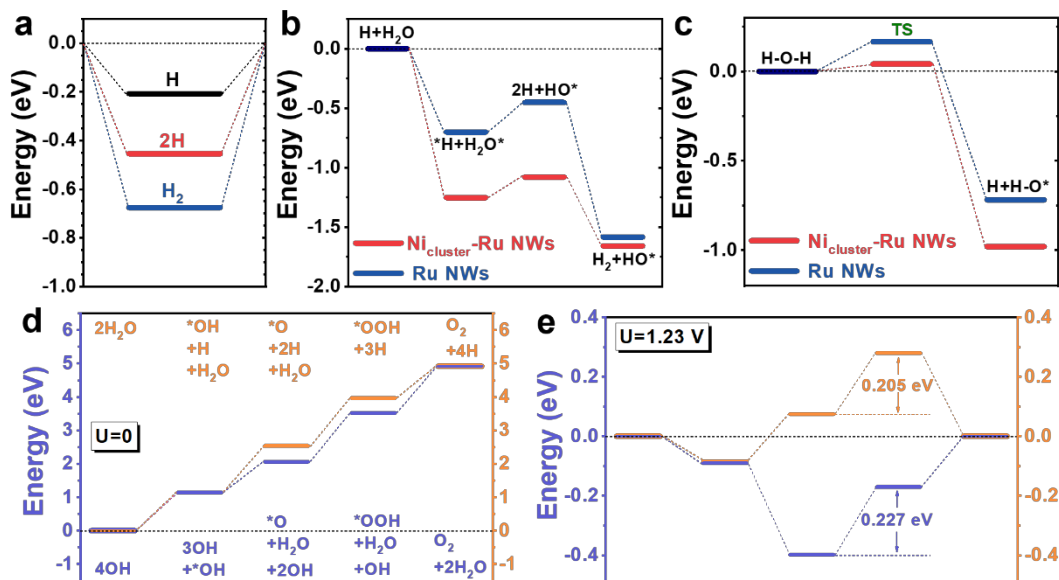 a
Energy (eV)
0.0
-0.2
-0.4
-0.6
-0.8
-1.0
H
2H
H₂
b
Energy (eV)
0.0
-0.5
-1.0
-1.5
-2.0
H+H₂O
*H+H₂O*
2H+HO*
H₂+HO*
Ni_cluster-Ru NWs
Ru NWs
c
Energy (eV)
0.0
-0.5
-1.0
H-O-H
TS
H+H-O*
Ni_cluster-Ru NWs
Ru NWs
d
Energy (eV)
6
5
4
3
2
1
0
-1
2H₂O
*OH
+H
+H₂O
*O
+2H
+H₂O
*OOH
+3H
O₂
+4H
U=0
4OH
3OH
+*OH
*O
+H₂O
+2OH
*OOH
+H₂O
+OH
O₂
+2H₂O
6
5
4
3
2
1
0
-1
Energy (eV)
e
Energy (eV)
0.4
0.2
0.0
-0.2
-0.4
U=1.23 V
0.205 eV
0.227 eV
0.4
0.2
0.0
-0.2
-0.4